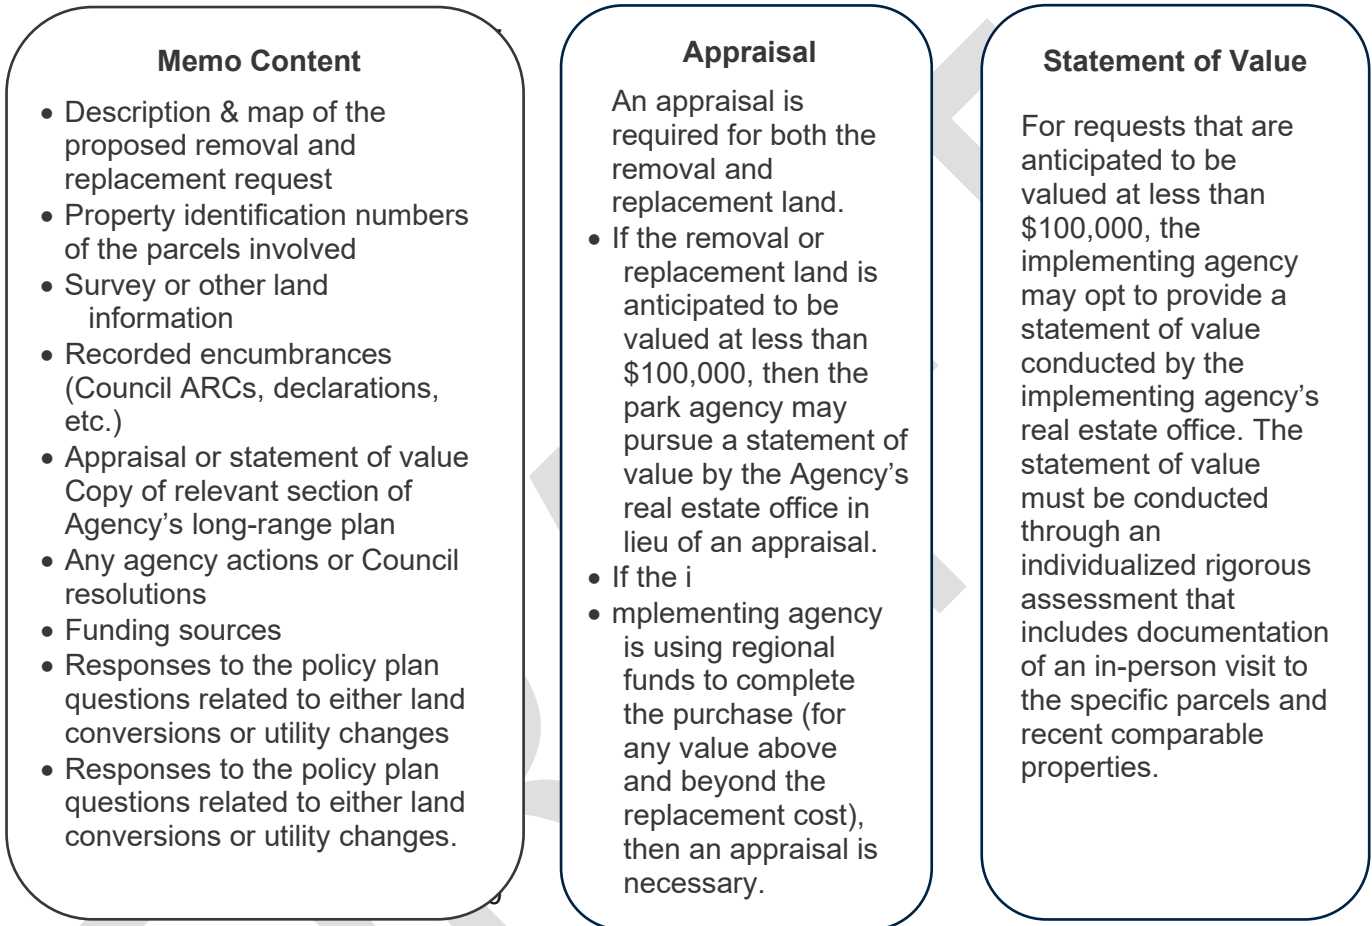 Memo Content
• Description & map of the
proposed removal and
replacement request
• Property identification numbers
of the parcels involved
• Survey or other land
information
• Recorded encumbrances
(Council ARCs, declarations,
etc.)
• Appraisal or statement of value
Copy of relevant section of
Agency’s long-range plan
• Any agency actions or Council
resolutions
• Funding sources
• Responses to the policy plan
questions related to either land
conversions or utility changes
• Responses to the policy plan
questions related to either land
conversions or utility changes.
Appraisal
An appraisal is
required for both the
removal and
replacement land.
• If the removal or
replacement land is
anticipated to be
valued at less than
$100,000, then the
park agency may
pursue a statement of
value by the Agency’s
real estate office in
lieu of an appraisal.
• If the i
• mplementing agency
is using regional
funds to complete
the purchase (for
any value above
and beyond the
replacement cost),
then an appraisal is
necessary.
Statement of Value
For requests that are
anticipated to be
valued at less than
$100,000, the
implementing agency
may opt to provide a
statement of value
conducted by the
implementing agency’s
real estate office. The
statement of value
must be conducted
through an
individualized rigorous
assessment that
includes documentation
of an in-person visit to
the specific parcels and
recent comparable
properties.